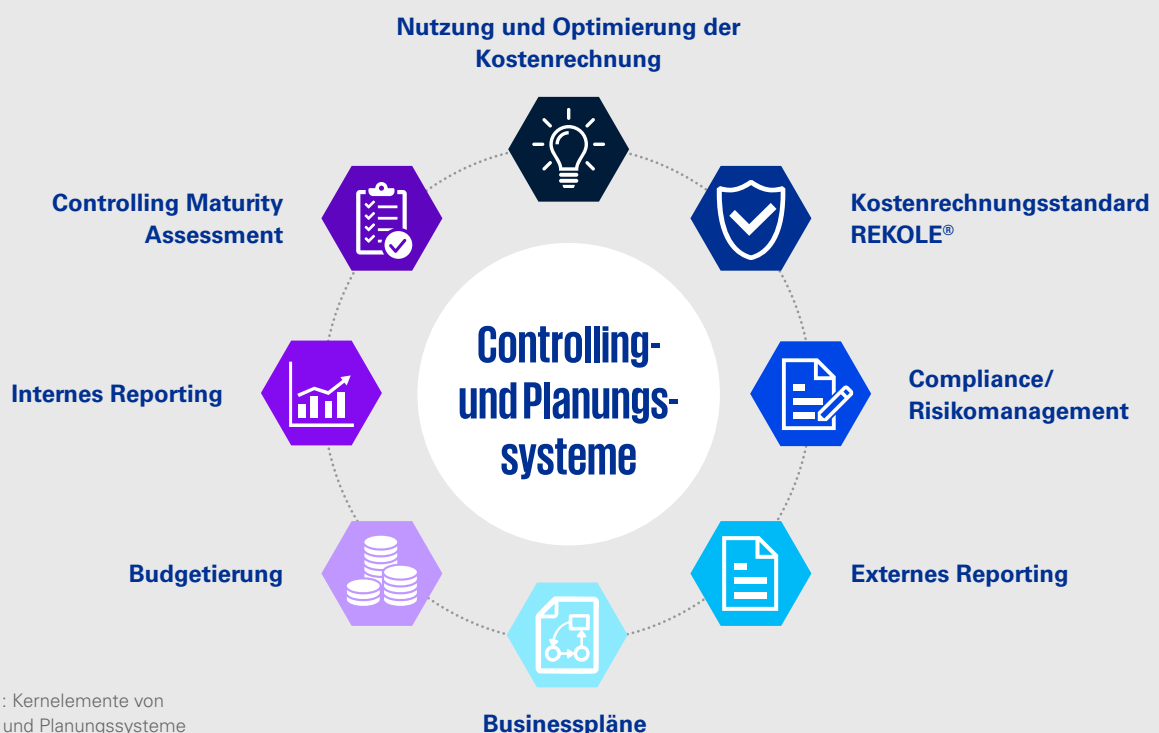 Nutzung und Optimierung der
Kostenrechnung
Controlling Maturity
Assessment
Kostenrechnungsstandard
REKOLE®
Controlling-
und Planungs-
systeme
Internes Reporting
Compliance/
Risikomanagement
Budgetierung
Externes Reporting
Businesspläne
: Kernelemente von
und Planungssysteme